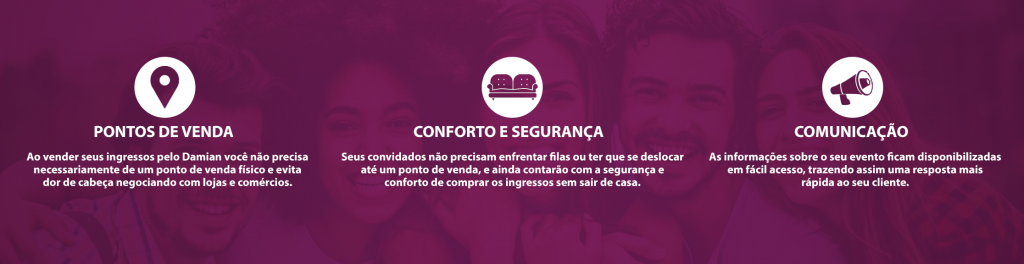 PONTOS DE VENDA
Ao vender seus ingressos pelo Damian você não precisa
necessariamente de um ponto de venda físico e evita
dor de cabeça negociando com lojas e comércios.
CONFORTO E SEGURANÇA
Seus convidados não precisam enfrentar filas ou ter que se deslocar
até um ponto de venda, e ainda contarão com a segurança e
conforto de comprar os ingressos sem sair de casa.
COMUNICAÇÃO
As informações sobre o seu evento ficam disponibilizadas
em fácil acesso, trazendo assim uma resposta mais
rápida ao seu cliente.